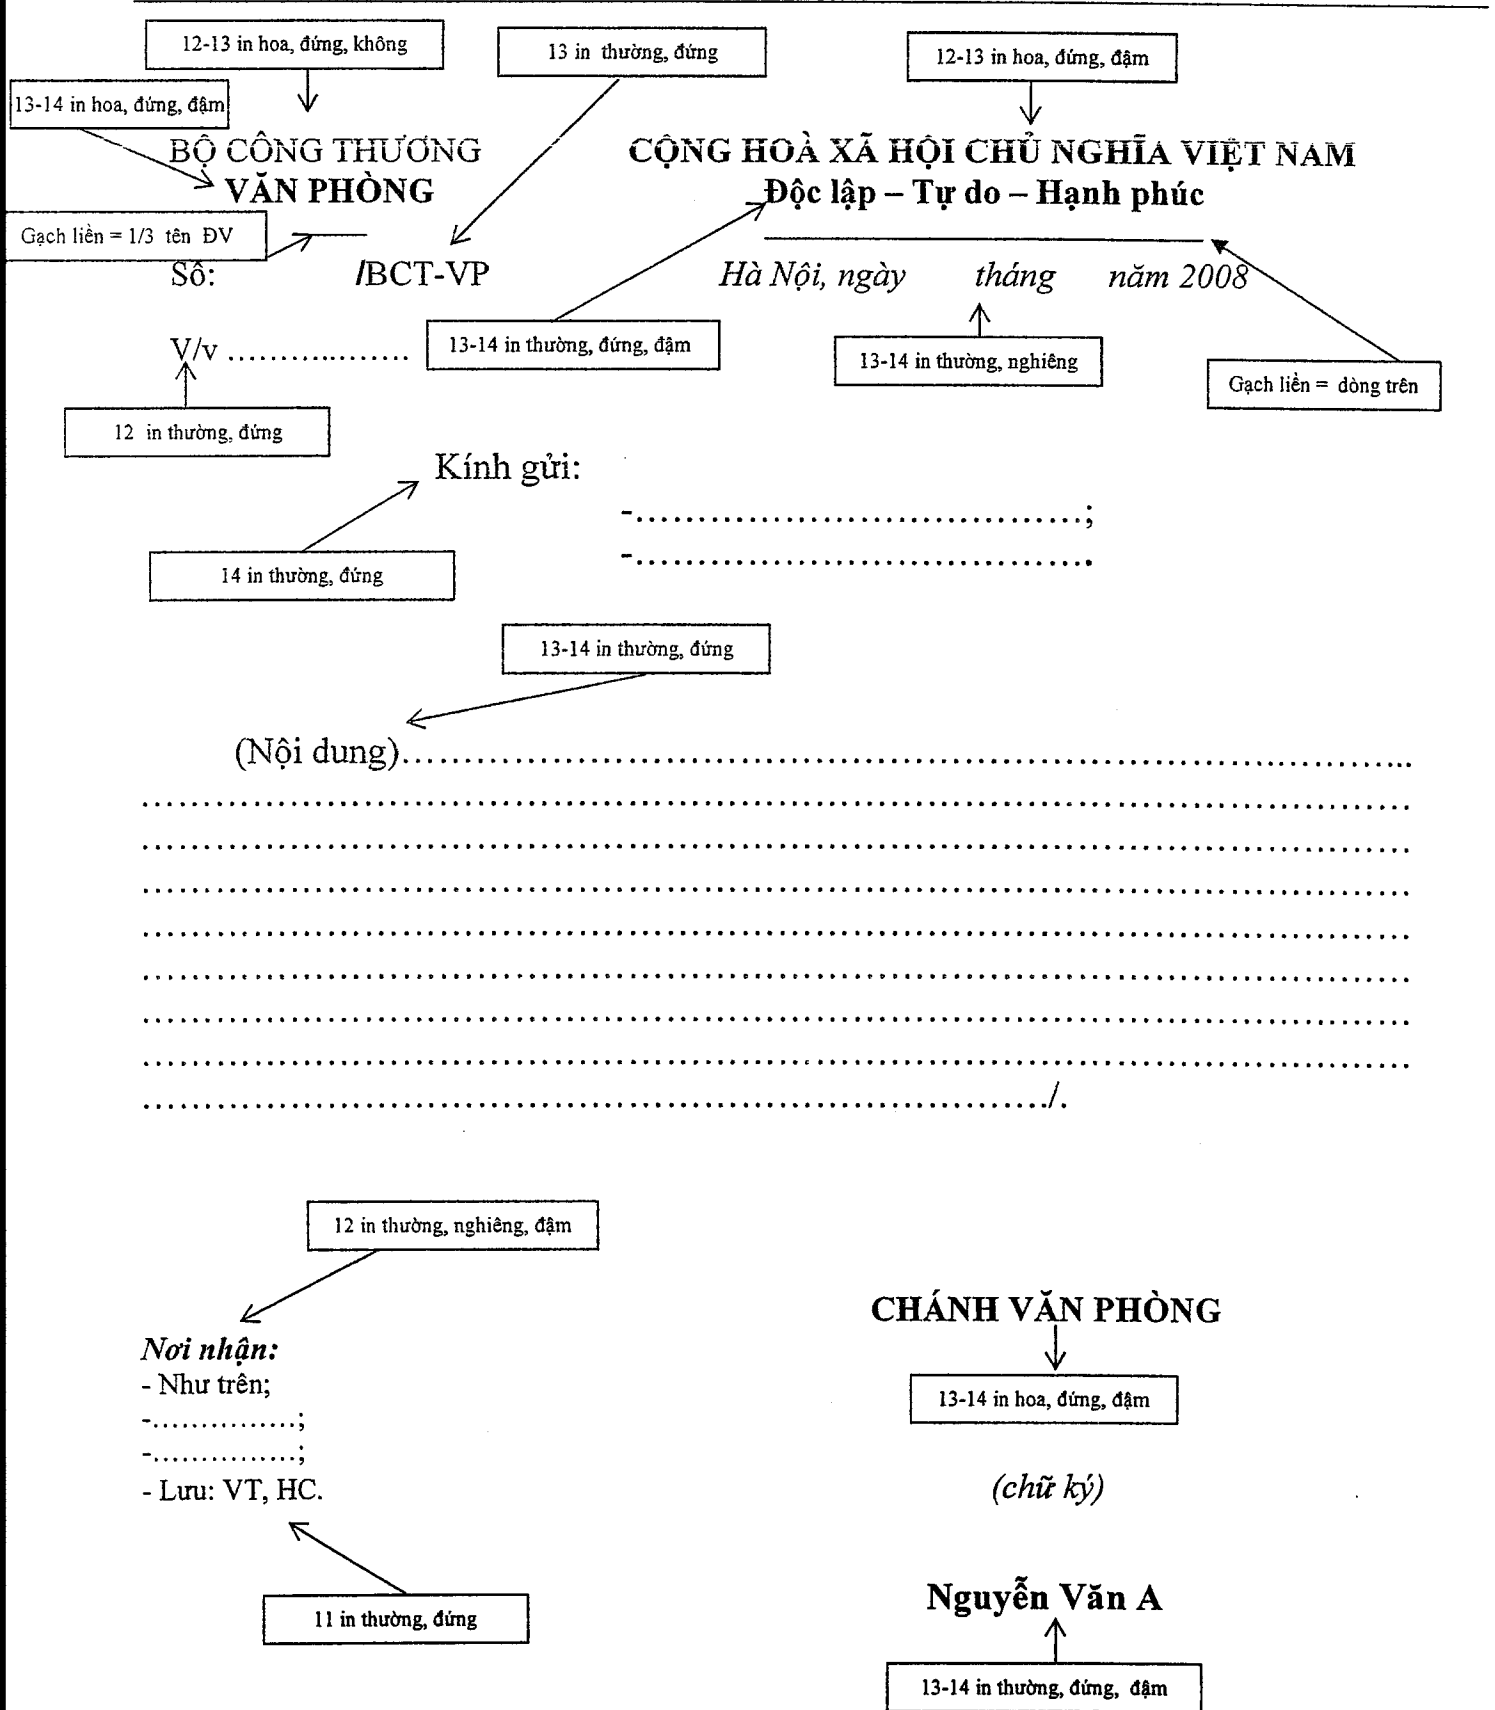 12-13 in hoa, đứng, không
13 in thường, đứng
12-13 in hoa, đứng, đậm
13-14 in hoa, đứng, đậm
BỘ CÔNG THƯƠNG
CỘNG HOÀ XÃ HỘI CHỦ NGHĨA VIỆT NAM
VĂN PHÒNG
Độc lập – Tự do – Hạnh phúc
Gạch liền = 1/3 tên ĐV
Số: /BCT-VP
Hà Nội, ngày tháng năm 2008
V/v ..................
13-14 in thường, đứng, đậm
13-14 in thường, nghiêng
Gạch liền = dòng trên
12 in thường, đứng
Kính gửi:
-....................................;
-.....................................
14 in thường, đứng
13-14 in thường, đứng
(Nội dung)..................................................................................
.........................................................................................................
.........................................................................................................
.........................................................................................................
.........................................................................................................
.........................................................................................................
.........................................................................................................
.........................................................................................................
........................................................................../.
12 in thường, nghiêng, đậm
CHÁNH VĂN PHÒNG
Nơi nhận:
- Như trên;
13-14 in hoa, đứng, đậm
-...............;
-...............;
- Lưu: VT, HC.
(chữ ký)
Nguyễn Văn A
11 in thường, đứng
13-14 in thường, đứng, đậm